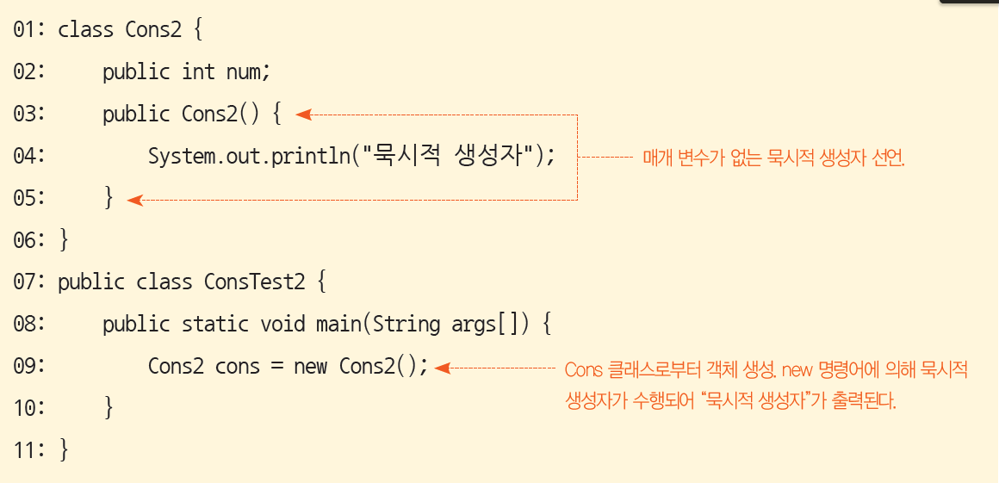 01: class Cons2 {
02: public int num;
03: public Cons2() {
04: System.out.println("묵시적 생성자");
매개 변수가 없는 묵시적 생성자 선언.
05: }
06: }
07: public class ConsTest2 {
08: public static void main(String args[]) {
09: Cons2 cons = new Cons2();
Cons 클래스로부터 객체 생성. new 명령어에 의해 묵시적
생성자가 수행되어 “묵시적 생성자”가 출력된다.
10: }
11: }